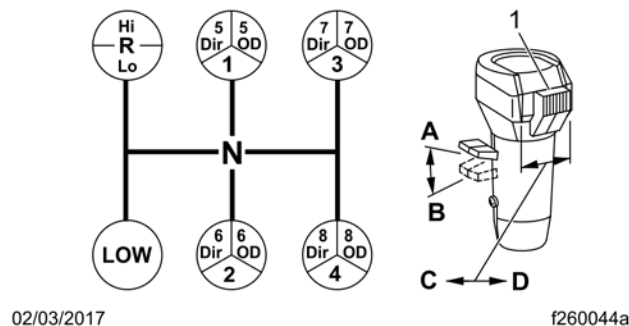 Hi
R
Lo
5 5
Dir OD
1
7 7
Dir OD
3
1
A
B
N
LOW
6 6
Dir OD
2
8 8
Dir OD
4
C D
02/03/2017
f260044a